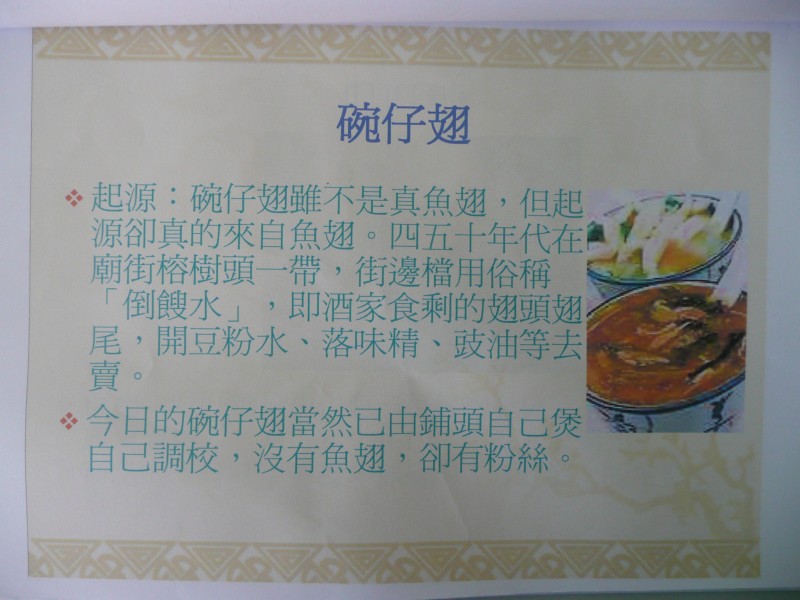 碗仔翅
起源：碗仔翅雖不是真魚翅，但起
源卻真的來自魚翅。四五十年代在
廟街榕樹頭一帶，街邊檔用俗稱
「倒餿水」，即酒家食剩的翅頭翅
尾，開豆粉水、落味精、豉油等去
賣。
今日的碗仔翅當然已由鋪頭自己煲
自己調校，沒有魚翅，卻有粉絲。